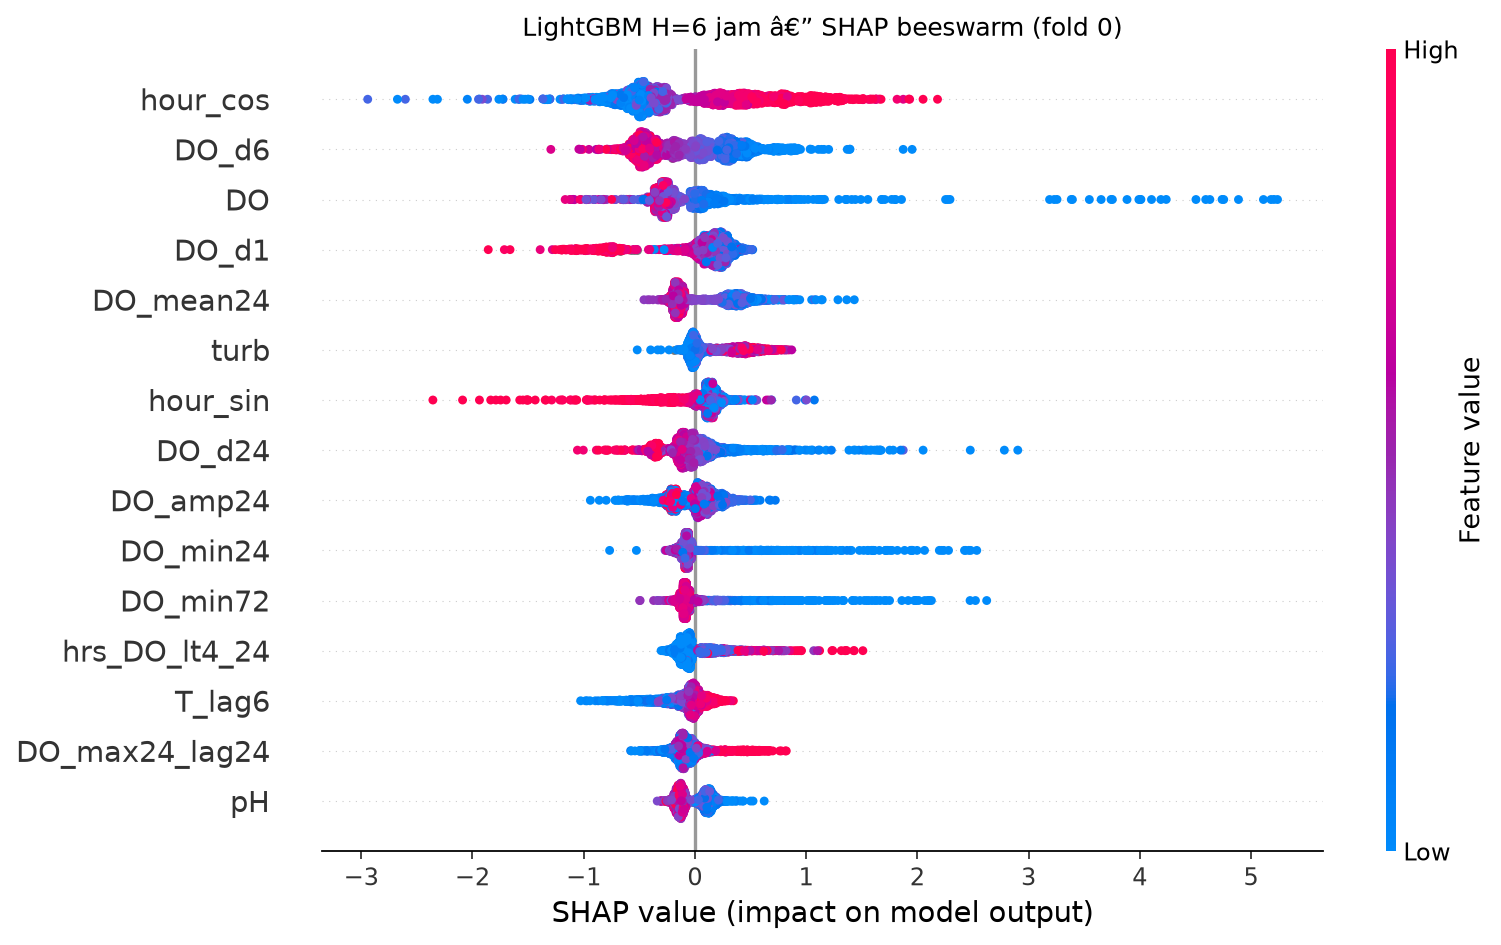 LightGBM H=6 jam â€” SHAP beeswarm (fold 0)
High
hour_cos
DO_d6
DO
DO_d1
DO_mean24
turb
hour_sin
DO_d24
DO_amp24
DO_min24
DO_min72
hrs_DO_lt4_24
T_lag6
DO_max24_lag24
pH
Feature value
Low
−3 −2 −1 0 1 2 3 4 5
SHAP value (impact on model output)